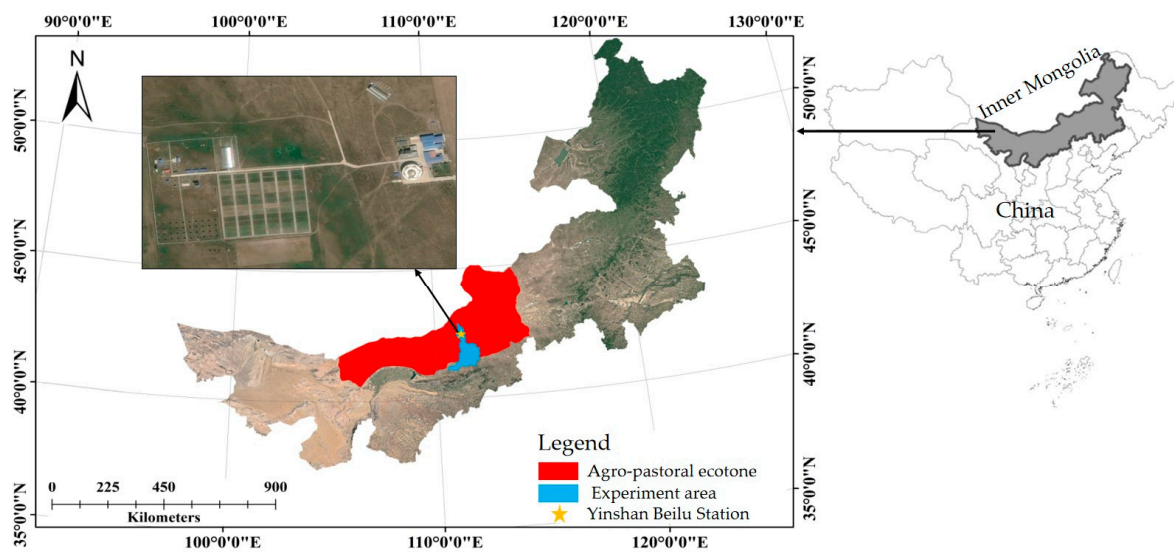 90°0'0"E 100°0'0"E 110°0'0"E 120°0'0"E 130°0'0"E
N
50°0'0"N
45°0'0"N
40°0'0"N
35°0'0"N
50°0'0"N
45°0'0"N
40°0'0"N
35°0'0"N
Inner Mongolia
China
Legend
Agro-pastoral ecotone
Experiment area
Yinshan Beilu Station
0 225 450 900
Kilometers
100°0'0"E 110°0'0"E 120°0'0"E